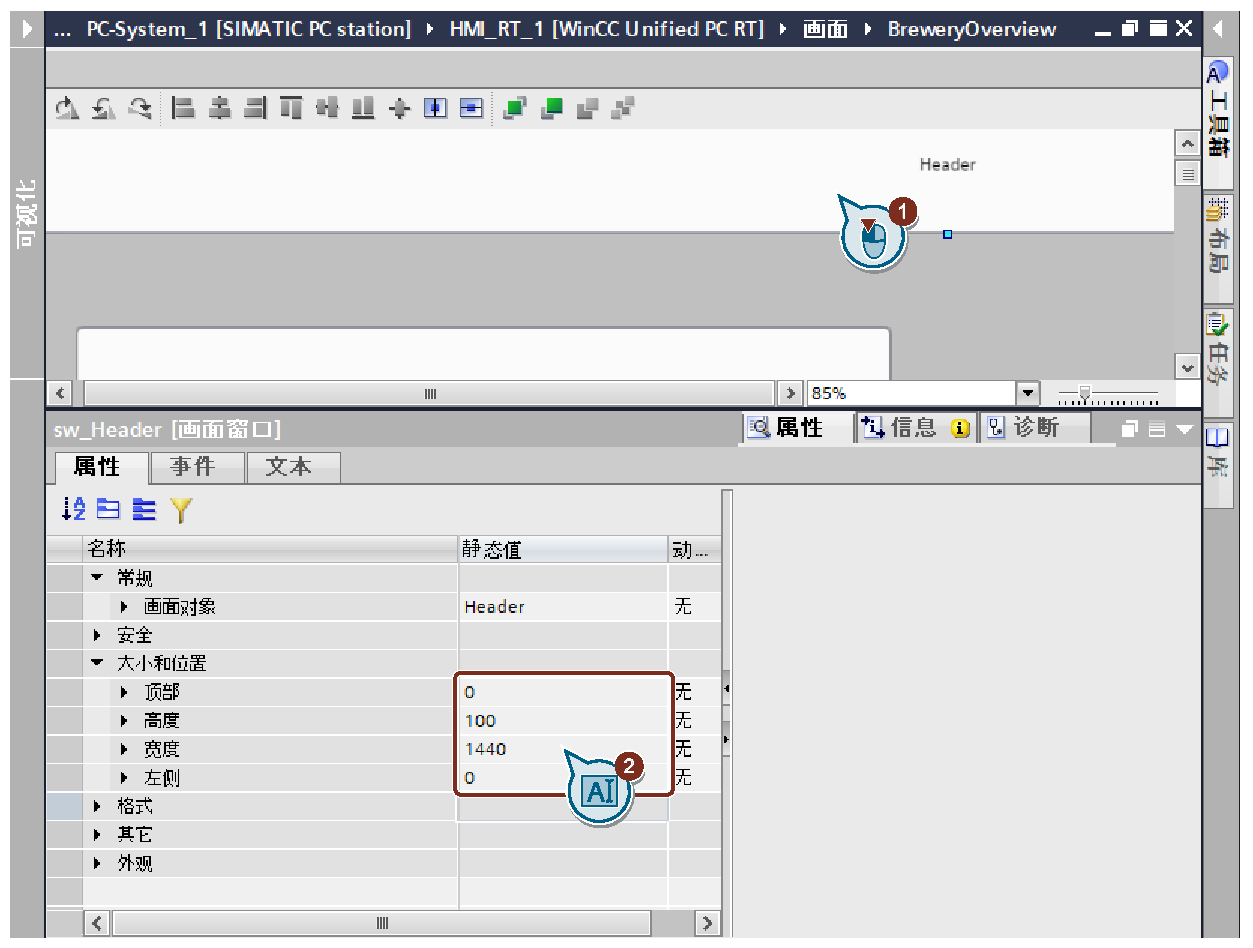 ... PC-System_1 [SIMATIC PC station] HMI_RT_1 [WinCC Unified PC RT] 画面 BreweryOverview
工具箱
Header
1
可视化
布局
任务
85%
sw_Header [画面窗口]
属性 信息 诊断
库
属性 事件 文本
名称 静态值 动...
常规
画面对象 Header 无
安全
大小和位置
顶部 0 无
高度 100 无
宽度 1440 无
2
左侧 0 无
AI
格式
其它
外观